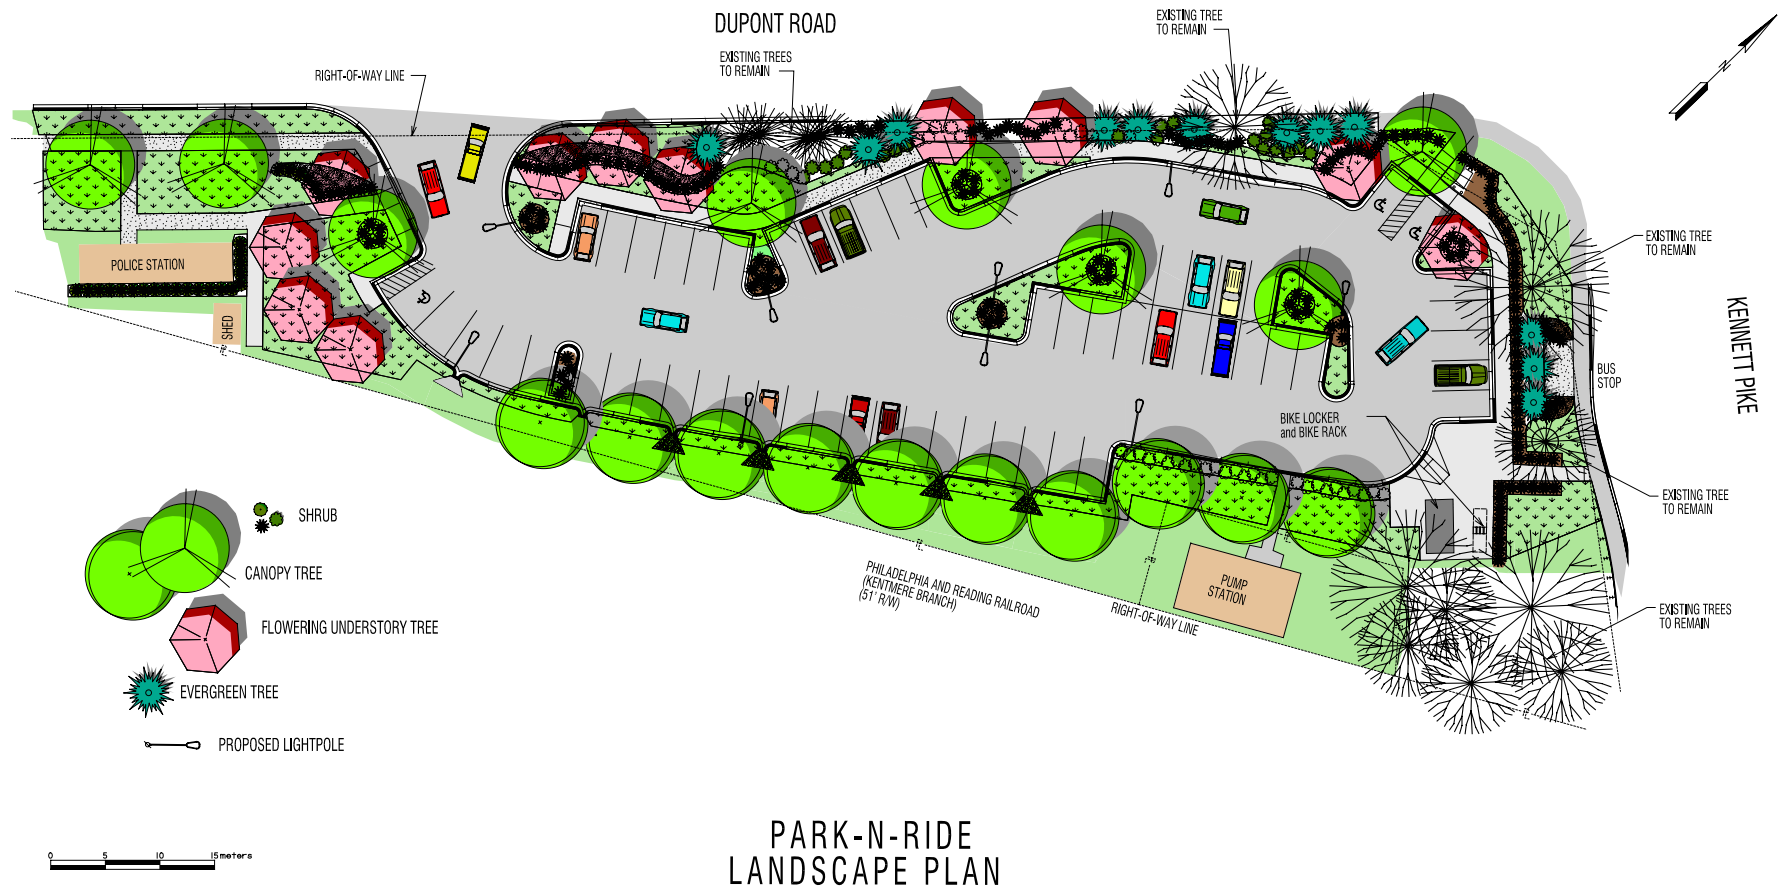 DUPONT ROAD
EXISTING TREE
TO REMAIN
EXISTING TREES
TO REMAIN
RIGHT-OF-WAY LINE
N
POLICE STATION
SHED
EXISTING TREE
TO REMAIN
KENNETT PIKE
BUS
STOP
BIKE LOCKER
and BIKE RACK
EXISTING TREE
TO REMAIN
SHRUB
CANOPY TREE
PHILADELPHIA AND READING RAILROAD
(KENTMERE BRANCH)
(51' R/W)
PUMP
STATION
RIGHT-OF-WAY LINE
EXISTING TREES
TO REMAIN
FLOWERING UNDERSTORY TREE
EVERGREEN TREE
PROPOSED LIGHTPOLE
PARK-N-RIDE
LANDSCAPE PLAN
0 5 10 15 meters